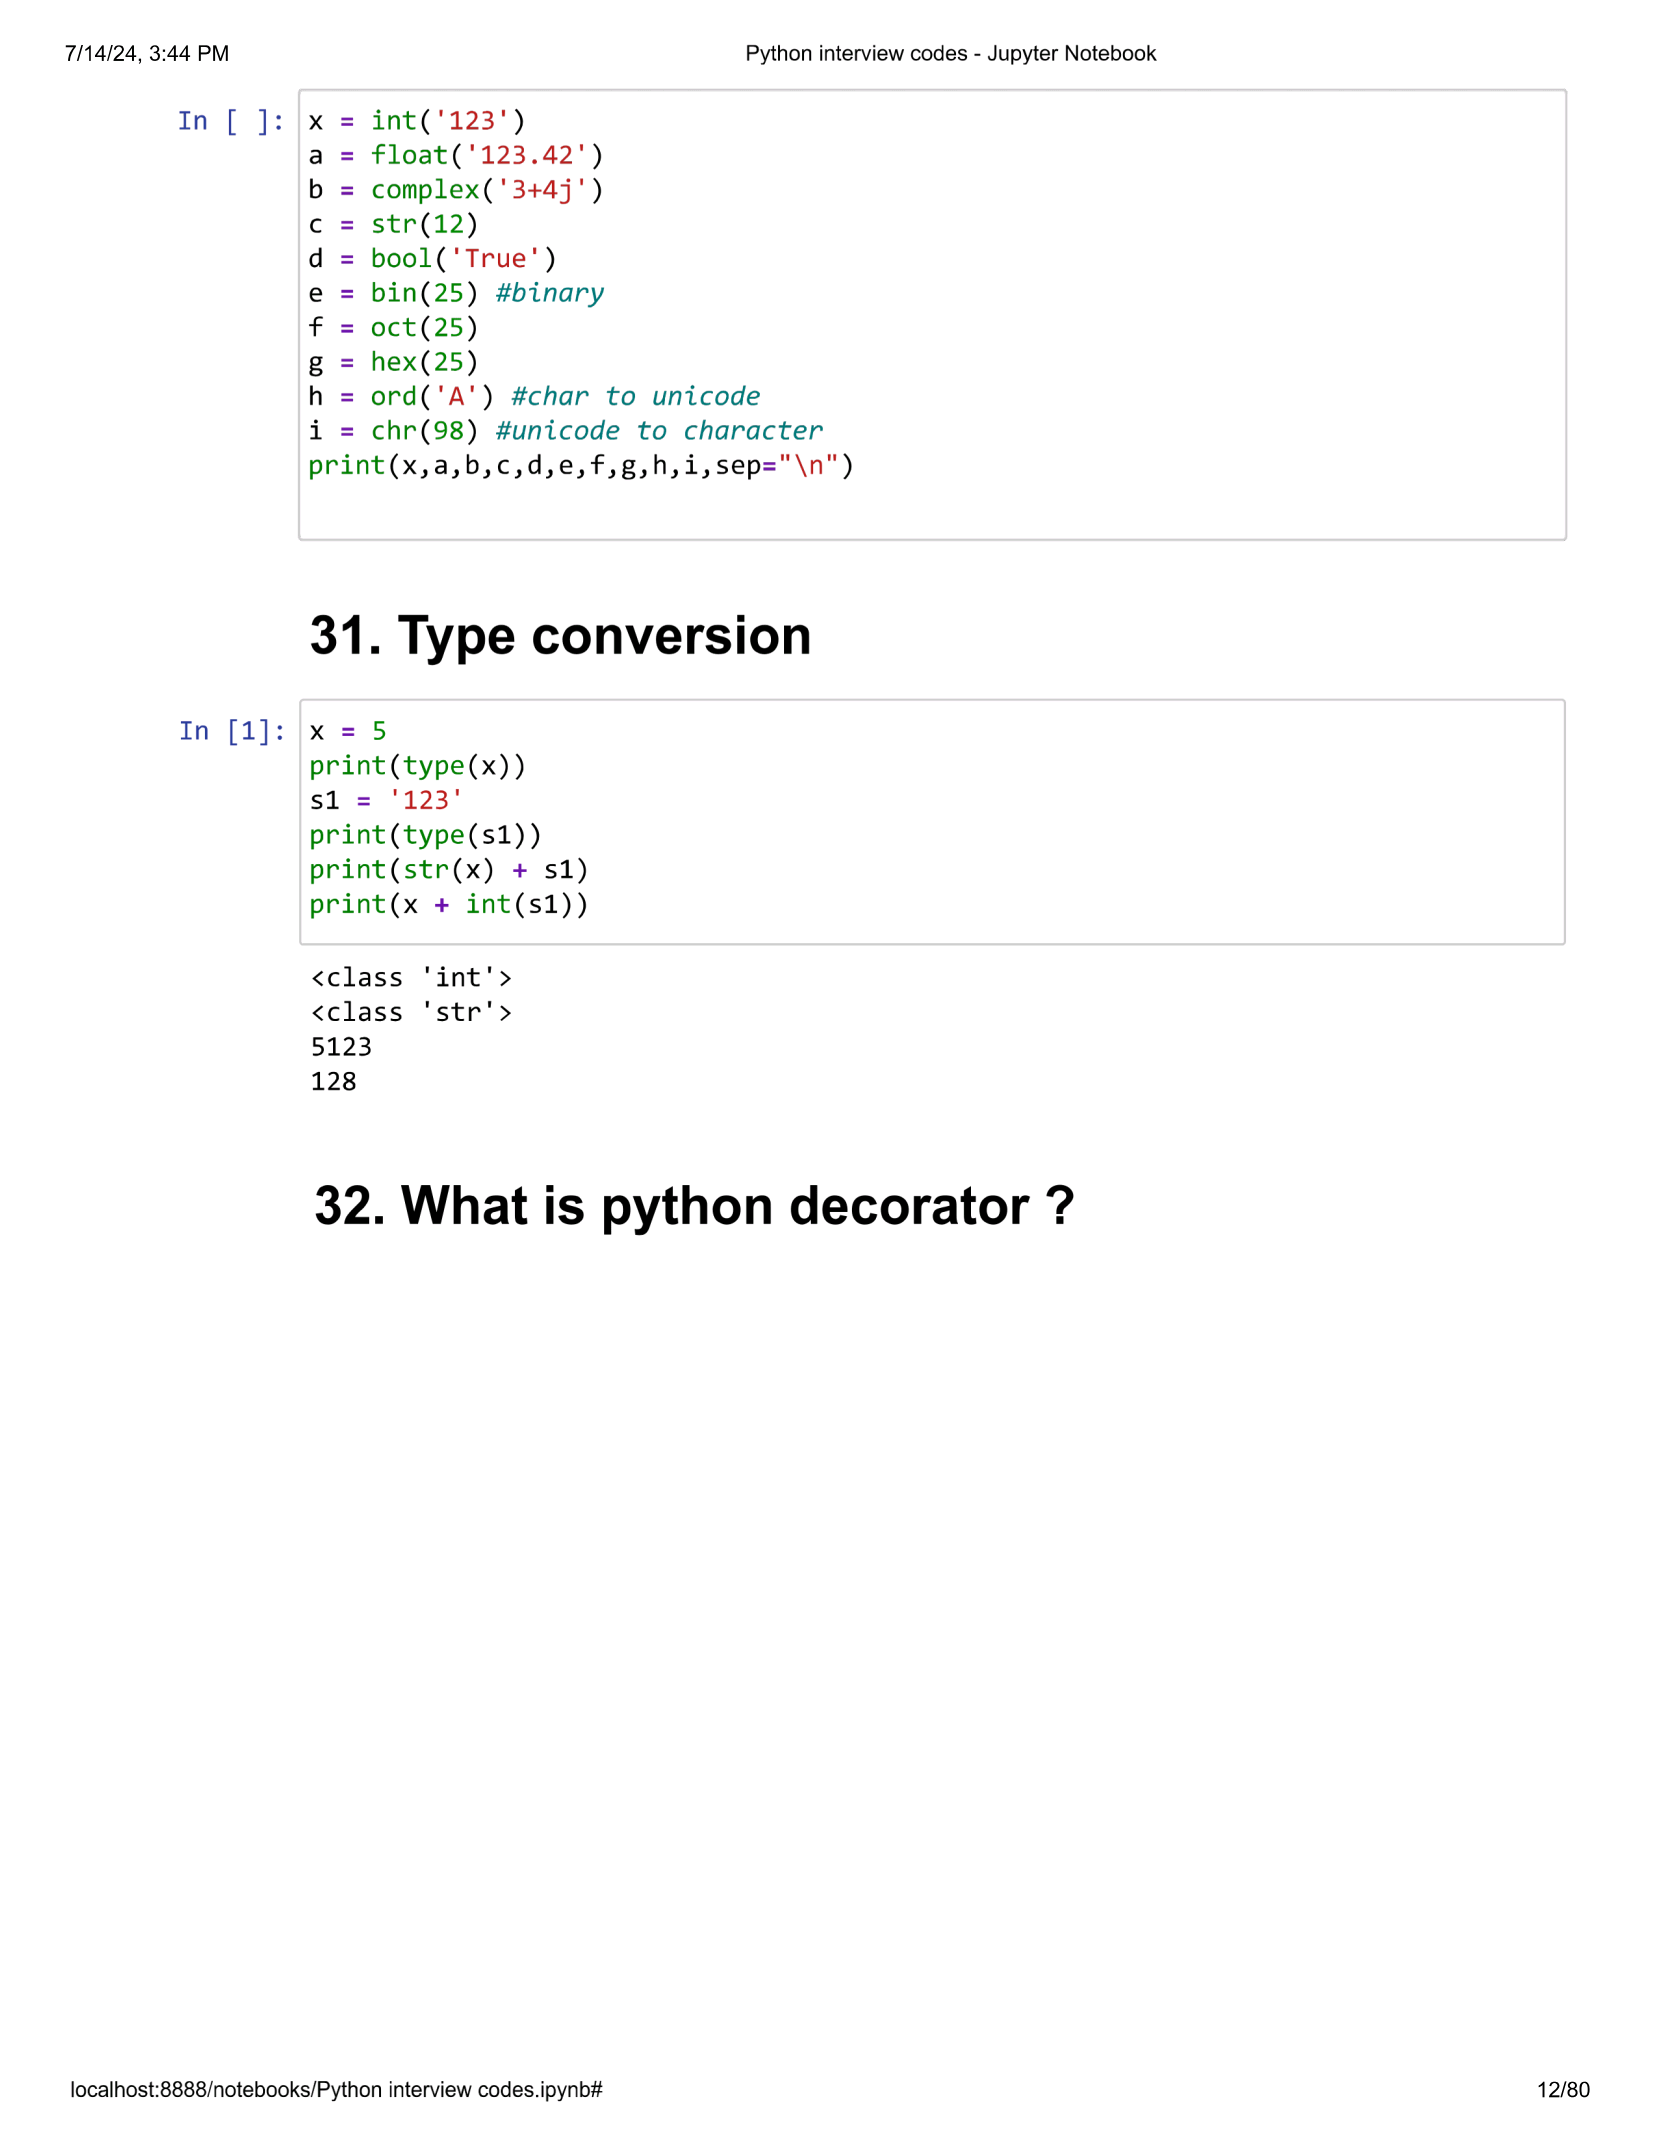 7/14/24, 3:44 PM
Python interview codes - Jupyter Notebook
In [ ]:
x = int('123')
a = float('123.42')
b = complex('3+4j')
c = str(12)
d = bool('True')
e = bin(25) #binary
f = oct(25)
g = hex(25)
h = ord('A') #char to unicode
i = chr(98) #unicode to character
print(x,a,b,c,d,e,f,g,h,i,sep="\n")
31. Type conversion
In [1]:
x = 5
print(type(x))
s1 = '123'
print(type(s1))
print(str(x) + s1)
print(x + int(s1))
<class 'int'>
<class 'str'>
5123
128
32. What is python decorator ?
localhost:8888/notebooks/Python interview codes.ipynb#
12/80